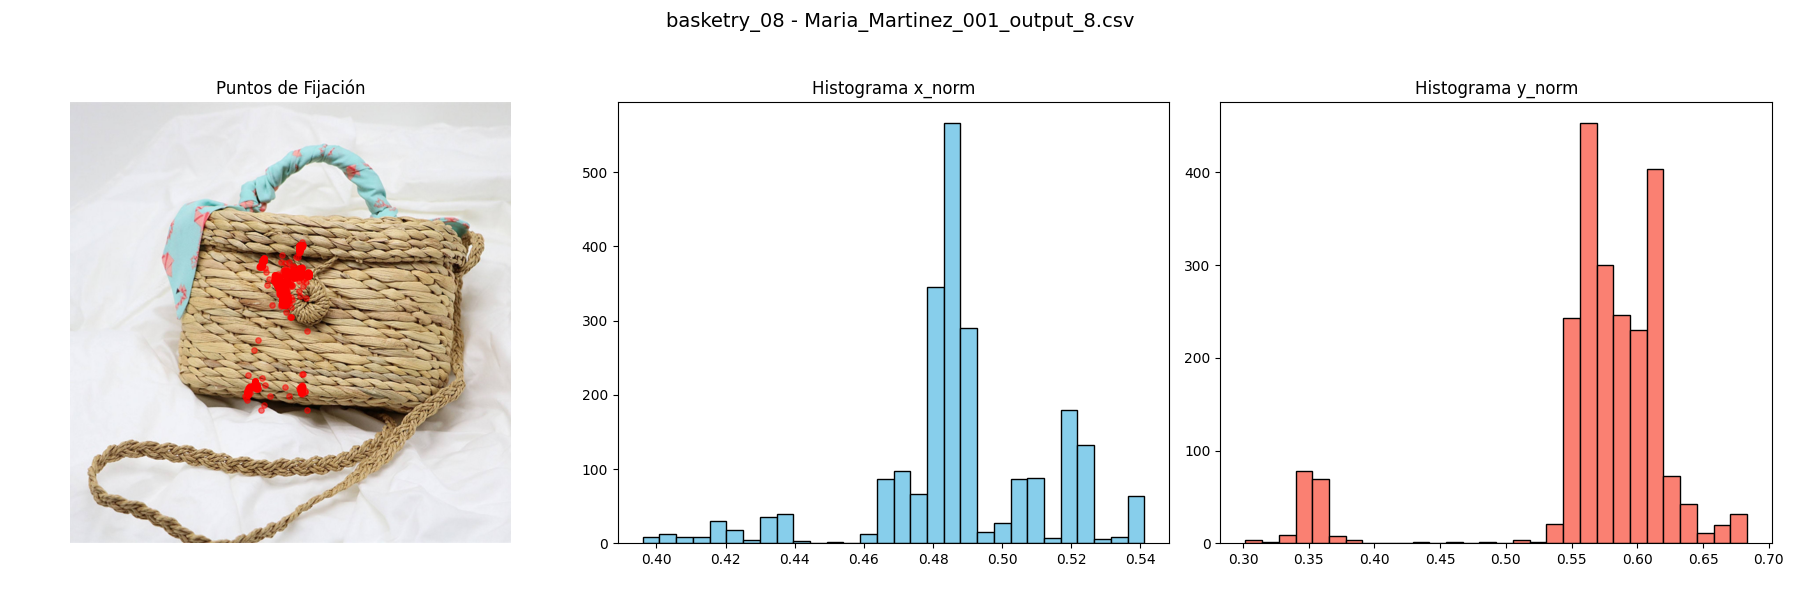 basketry_08 - Maria_Martinez_001_output_8.csv
Puntos de Fijación
Histograma x_norm
Histograma y_norm
500
400
300
200
100
0
0.40 0.42 0.44 0.46 0.48 0.50 0.52 0.54
400
300
200
100
0
0.30 0.35 0.40 0.45 0.50 0.55 0.60 0.65 0.70